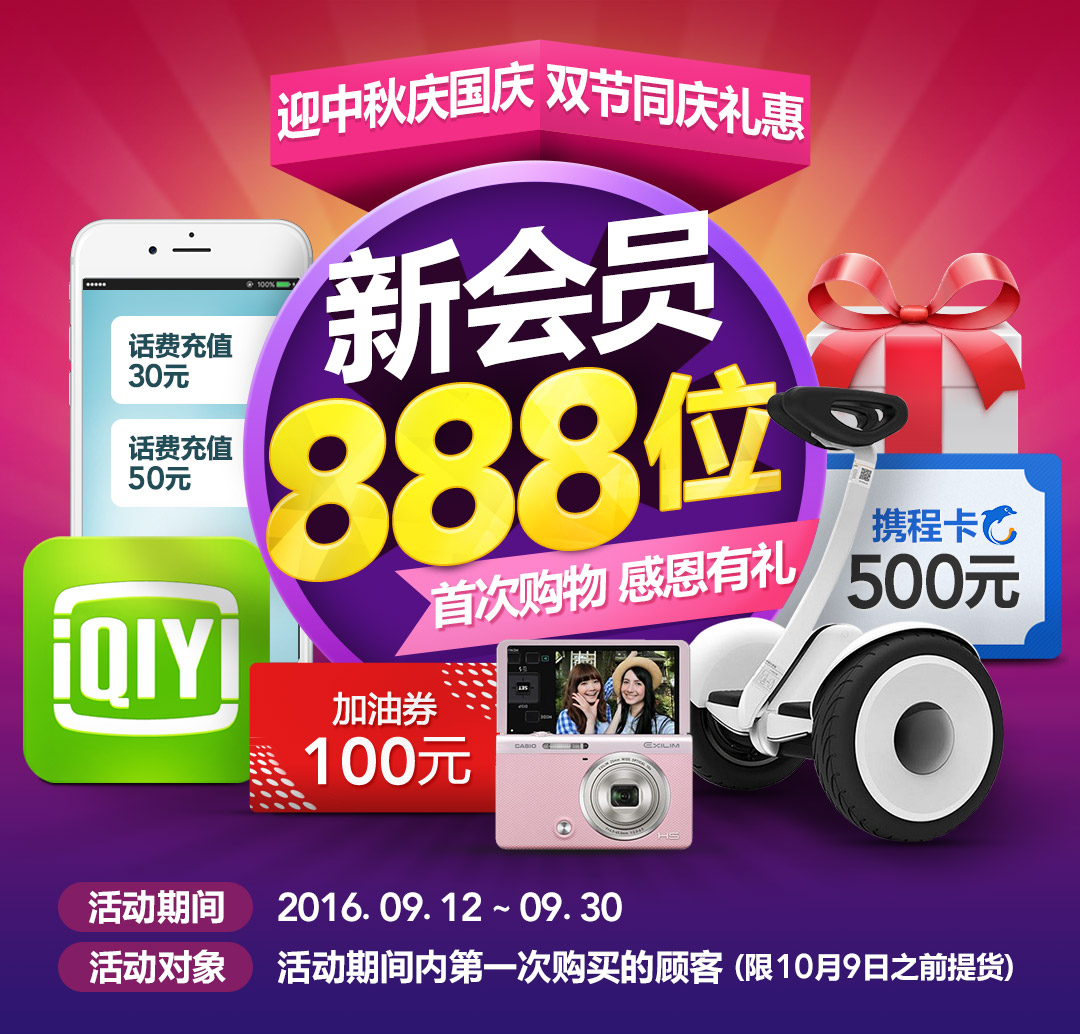 迎中秋庆国庆 双节同庆礼惠
新会员
888位
首次购物 感恩有礼
100%
话费充值
30元
话费充值
50元
携程卡
500元
iQIYI
加油券
100元
SET
CASIO
EXILIM
HS
活动期间 2016. 09. 12 ~ 09. 30
活动对象 活动期间内第一次购买的顾客 (限10月9日之前提货)